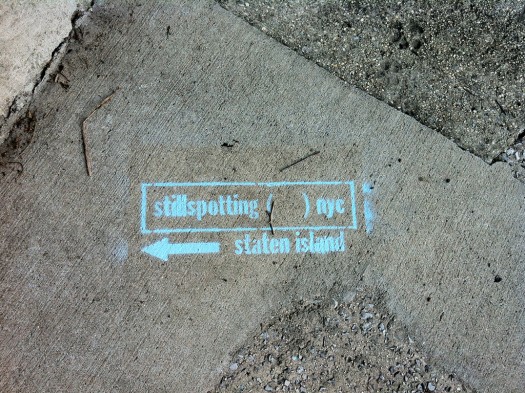 stillspotting ( ) nyc
staten island